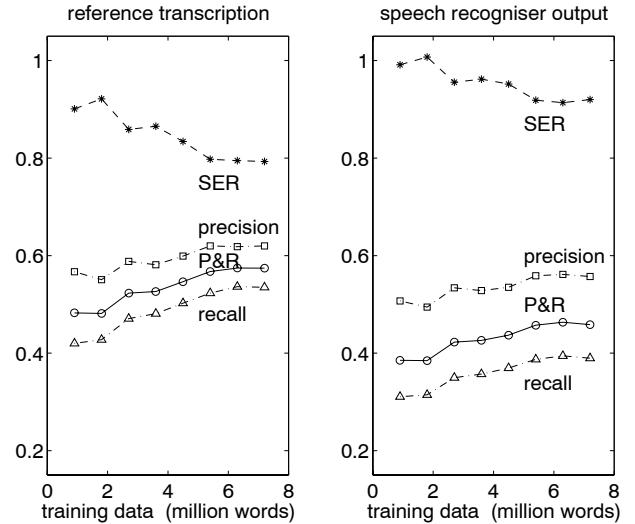 reference transcription
1
0.8
0.6
0.4
0.2
SER
precision
P&R
recall
0 2 4 6 8
training data (million words)
speech recogniser output
1
0.8
0.6
0.4
0.2
SER
precision
P&R
recall
0 2 4 6 8
training data (million words)